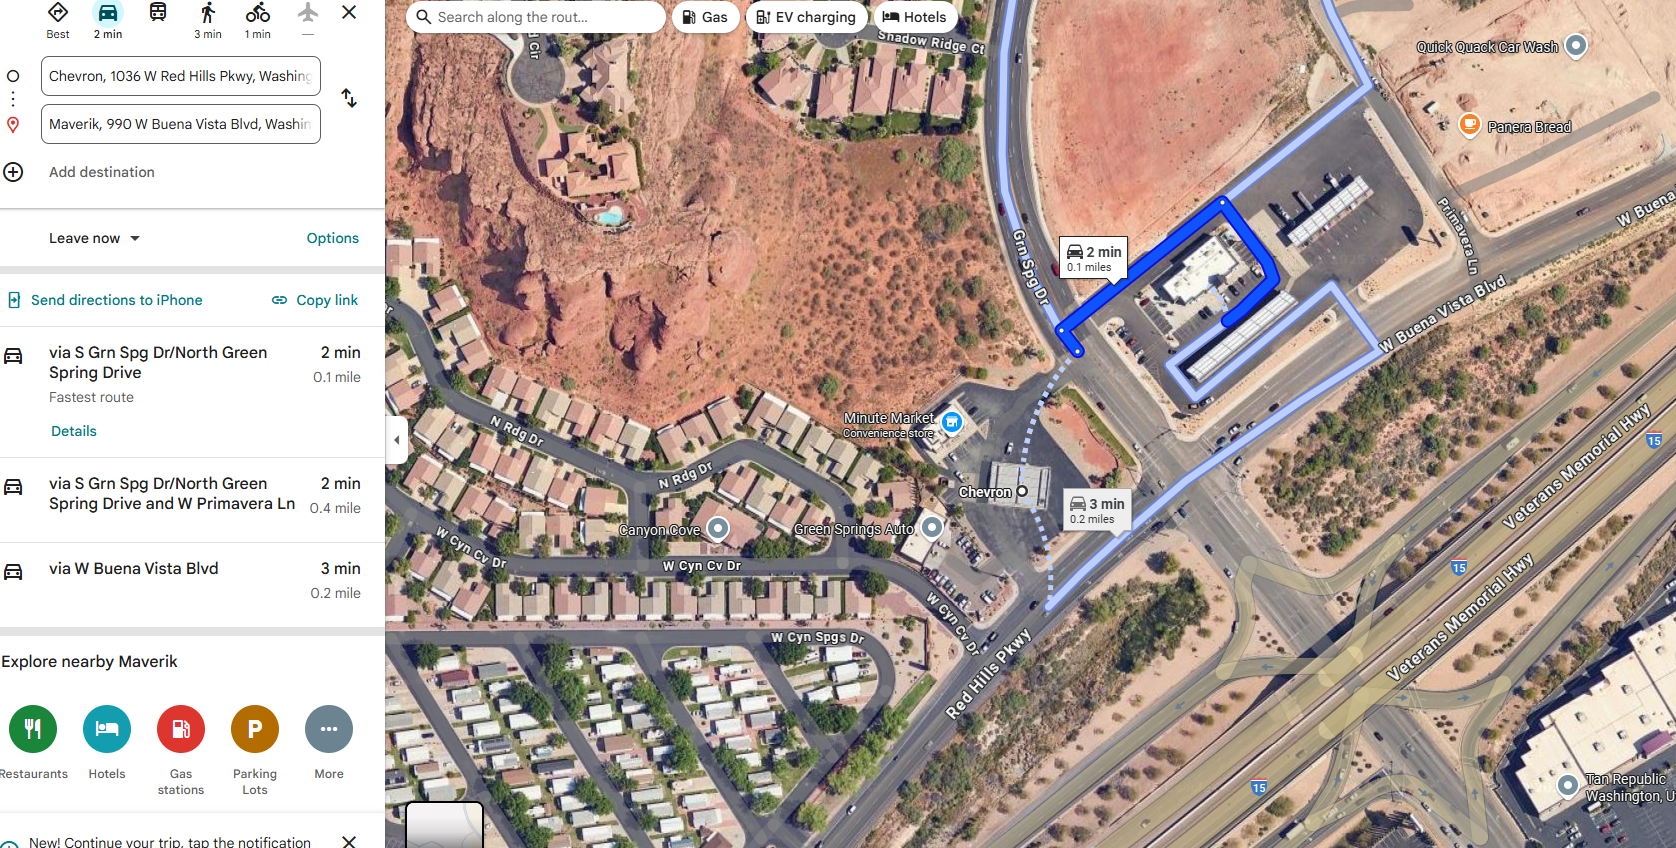 Best
2 min
3 min
1 min
—
Chevron, 1036 W Red Hills Pkwy, Washing
Maverik, 990 W Buena Vista Blvd, Washin
Add destination
Leave now
Options
Send directions to iPhone
Copy link
via S Grn Spg Dr/North Green
Spring Drive
2 min
0.1 mile
Fastest route
Details
via S Grn Spg Dr/North Green
Spring Drive and W Primavera Ln
2 min
0.4 mile
via W Buena Vista Blvd
3 min
0.2 mile
Explore nearby Maverik
Restaurants
Hotels
Gas
stations
P
Parking
Lots
More
New! Continue your trip, tap the notification
Search along the rout...
Gas
EV charging
Hotels
Shadow Ridge Ct
Quick Quack Car Wash
Panera Bread
Grn Spg Dr
2 min
0.1 miles
Primavera Ln
W Buena
W Buena Vista Blvd
Minute Market
Convenience store
N Rdg Dr
N Rdg Dr
Chevron
3 min
0.2 miles
Canyon Cove
Green Springs Auto
W Cyn Cv Dr
W Cyn Cv Dr
W Cyn Cv Dr
W Cyn Spgs Dr
Red Hills Pkwy
Veterans Memorial Hwy
Veterans Memorial Hwy
15
15
15
Tan Republic
Washington, U